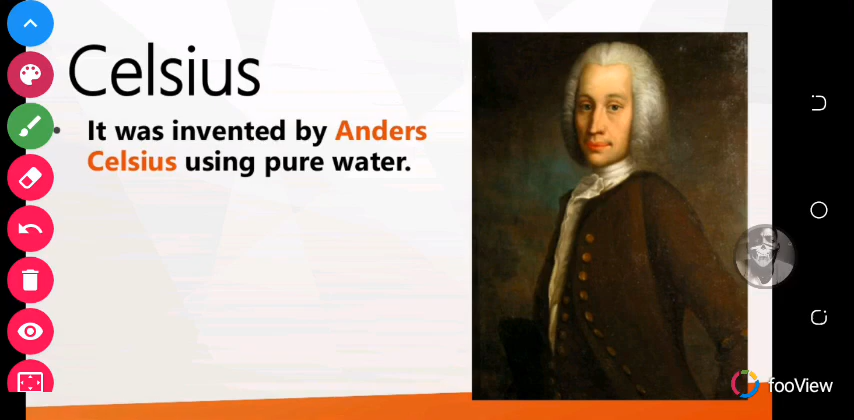 Celsius
• It was invented by Anders
Celsius using pure water.
fooView